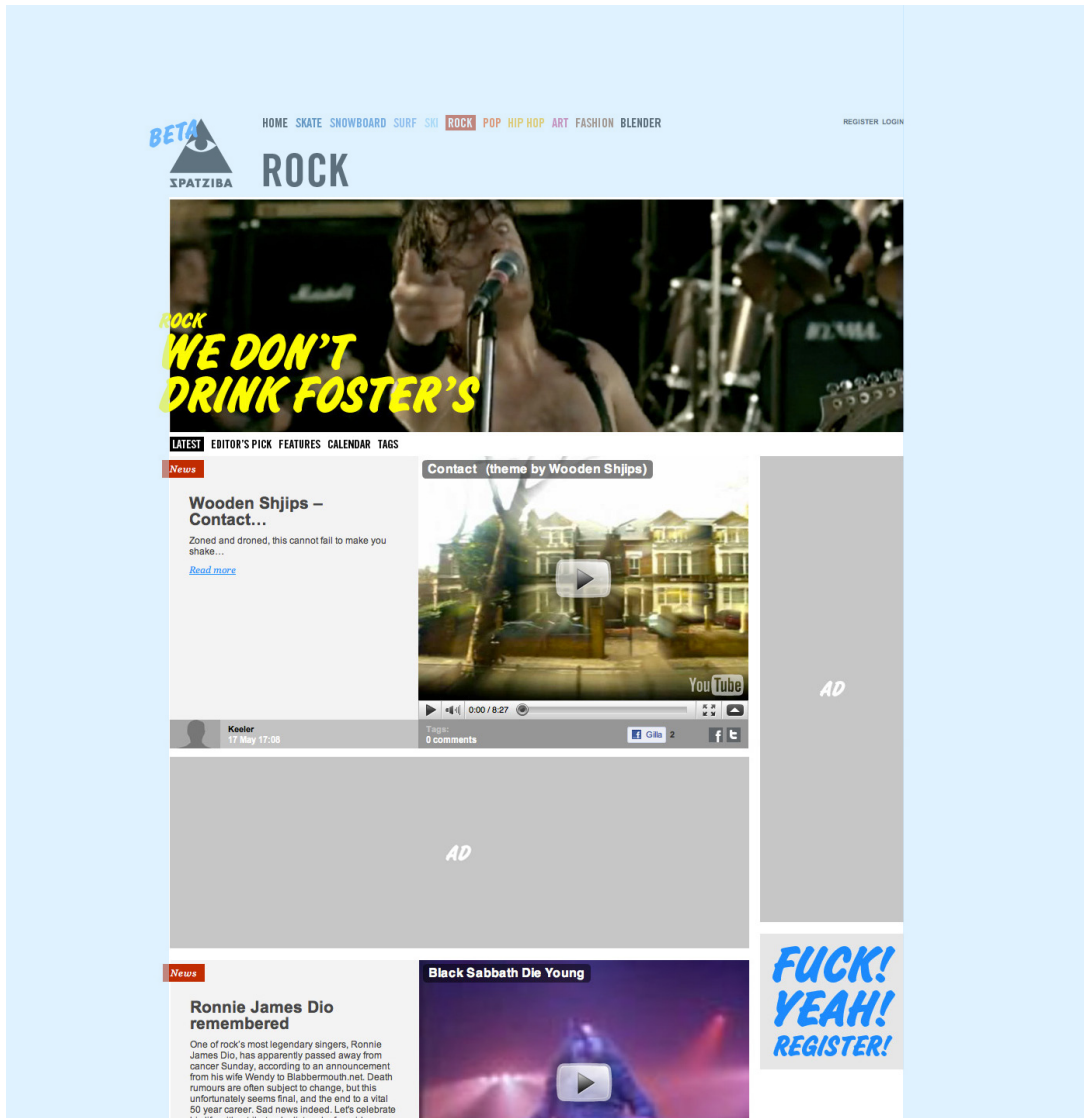 BETA
ΣPATZIBA
HOME SKATE SNOWBOARD SURF SKI ROCK POP HIP HOP ART FASHION BLENDER
REGISTER LOGIN
ROCK
Marshall
TAMA
ROCK
WE DON'T
DRINK FOSTER'S
LATEST EDITOR'S PICK FEATURES CALENDAR TAGS
News
Wooden Shjips –
Contact...
Zoned and droned, this cannot fail to make you
shake...
Read more
Contact (theme by Wooden Shjips)
YouTube
0:00 / 8:27
Keeler
17 May 17:08
Tags:
0 comments
f Gilla 2
f t
AD
AD
News
Ronnie James Dio
remembered
One of rock's most legendary singers, Ronnie
James Dio, has apparently passed away from
cancer Sunday, according to an announcement
from his wife Wendy to Blabbermouth.net. Death
rumours are often subject to change, but this
unfortunately seems final, and the end to a vital
50 year career. Sad news indeed. Let's celebrate
Black Sabbath Die Young
FUCK!
YEAH!
REGISTER!